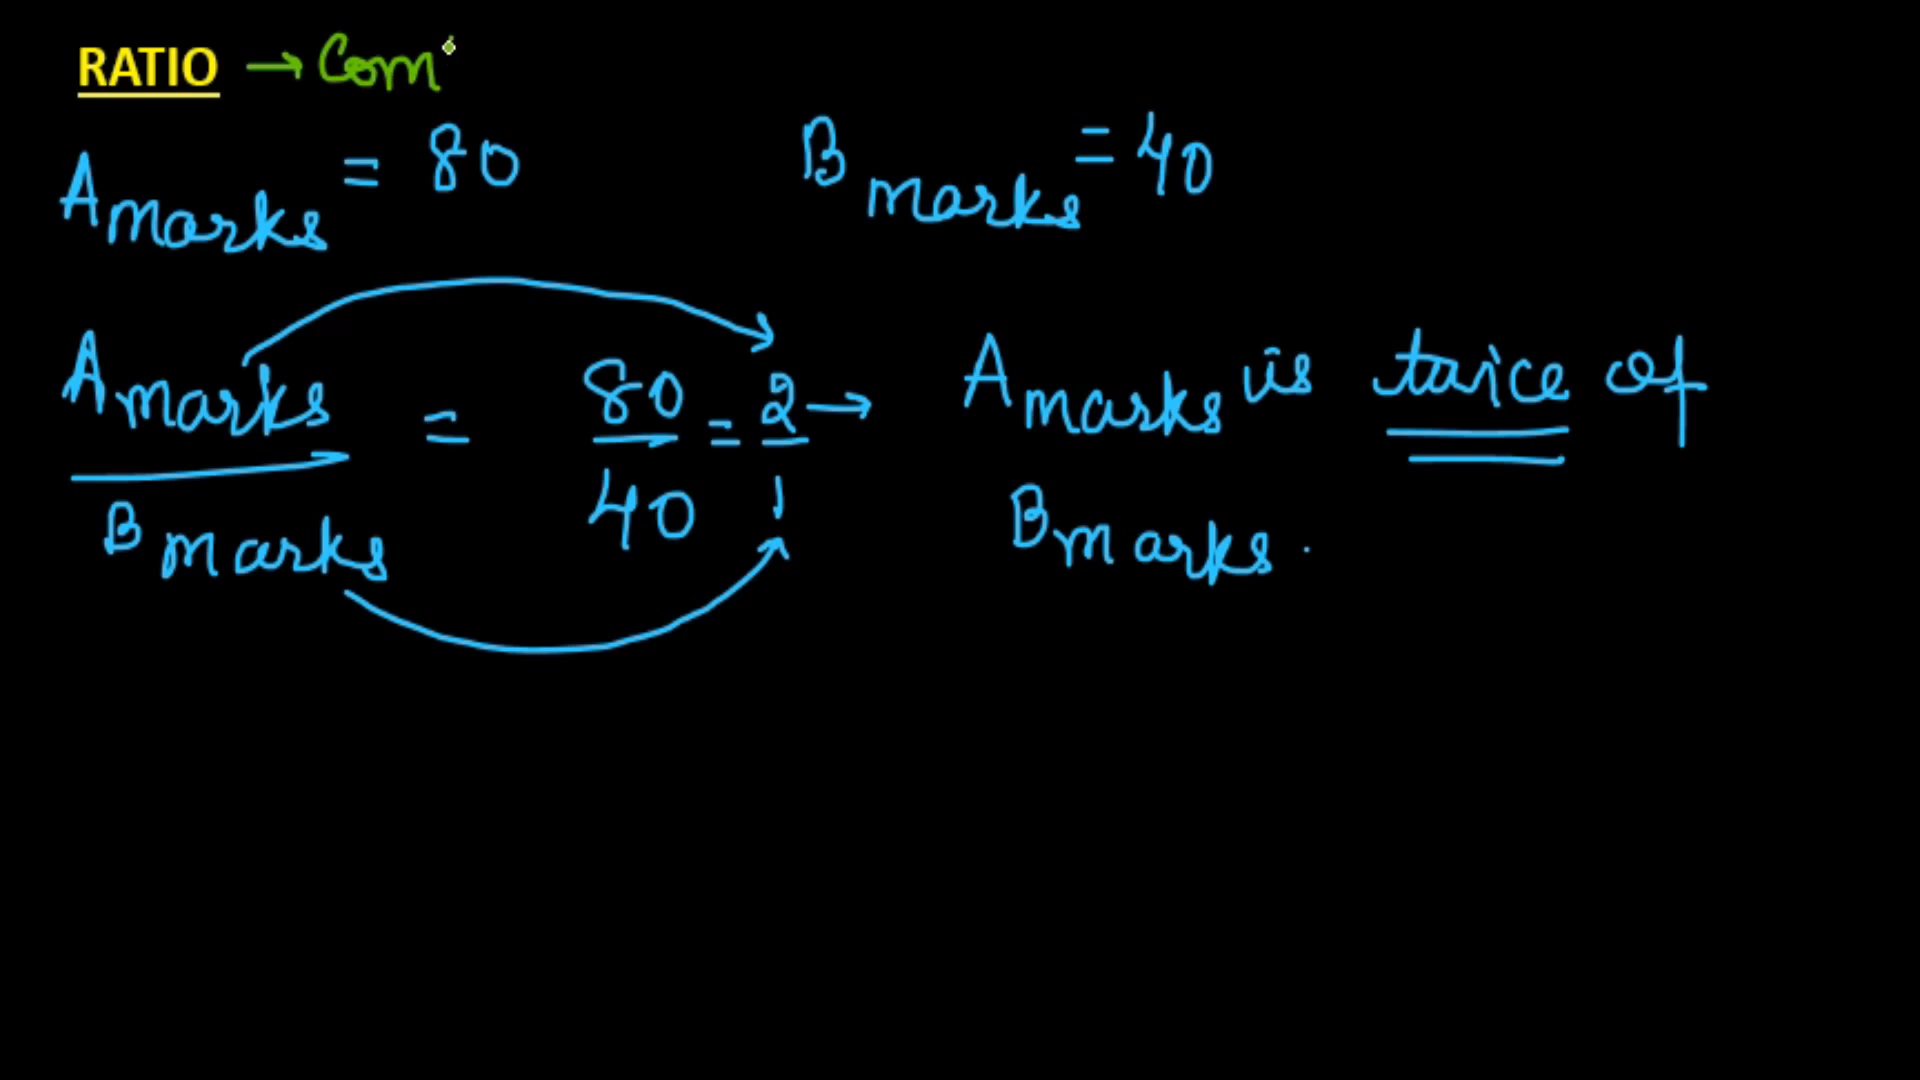 RATIO → Com
A marks = 80 B marks = 40
A marks / B marks = 80/40 = 2/1 → A marks is twice of
B marks.